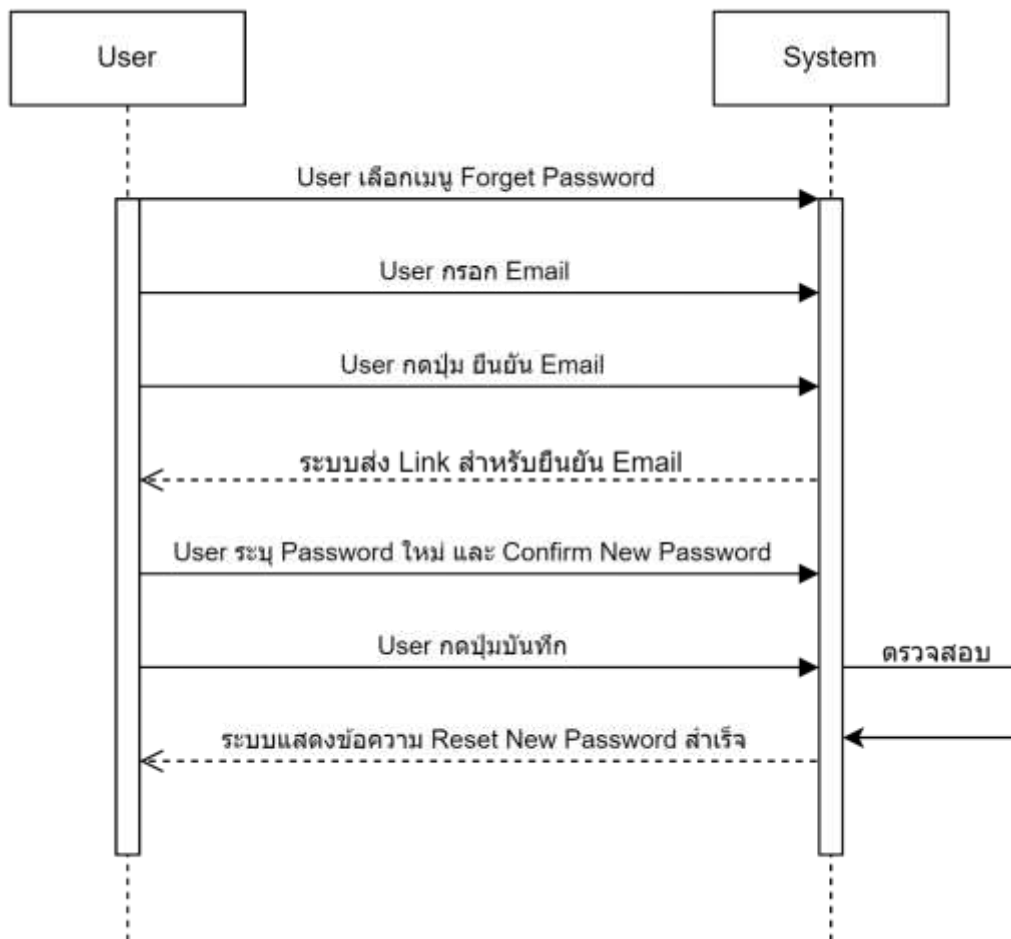 User
System
User เลือกเมนู Forget Password
User กรอก Email
User กดปุ่ม ยืนยัน Email
ระบบส่ง Link สำหรับยืนยัน Email
User ระบุ Password ใหม่ และ Confirm New Password
User กดปุ่มบันทึก
ตรวจสอบ
ระบบแสดงข้อความ Reset New Password สำเร็จ